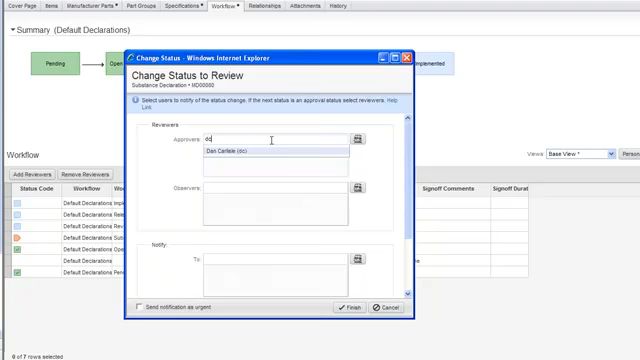 Cover Page Items Manufacturer Parts Part Groups Specifications Workflow Relationships Attachments History
Summary (Default Declarations)
Pending
Open
Implemented
Change Status - Windows Internet Explorer
Change Status to Review
Substance Declaration • MD00060
Select users to notify of the status change. If the next status is an approval status select reviewers. Help
Link
Reviewers
Approvers: dc
Dan Carlisle (dc)
Observers:
Notify:
To:
Send notification as urgent
Finish Cancel
Workflow
Views: Base View Person
Add Reviewers Remove Reviewers
Status Code Workflow Signoff Comments Signoff Durat
Default Declarations
Default Declarations
Default Declarations
Default Declarations
Default Declarations
Default Declarations
0 of 7 rows selected